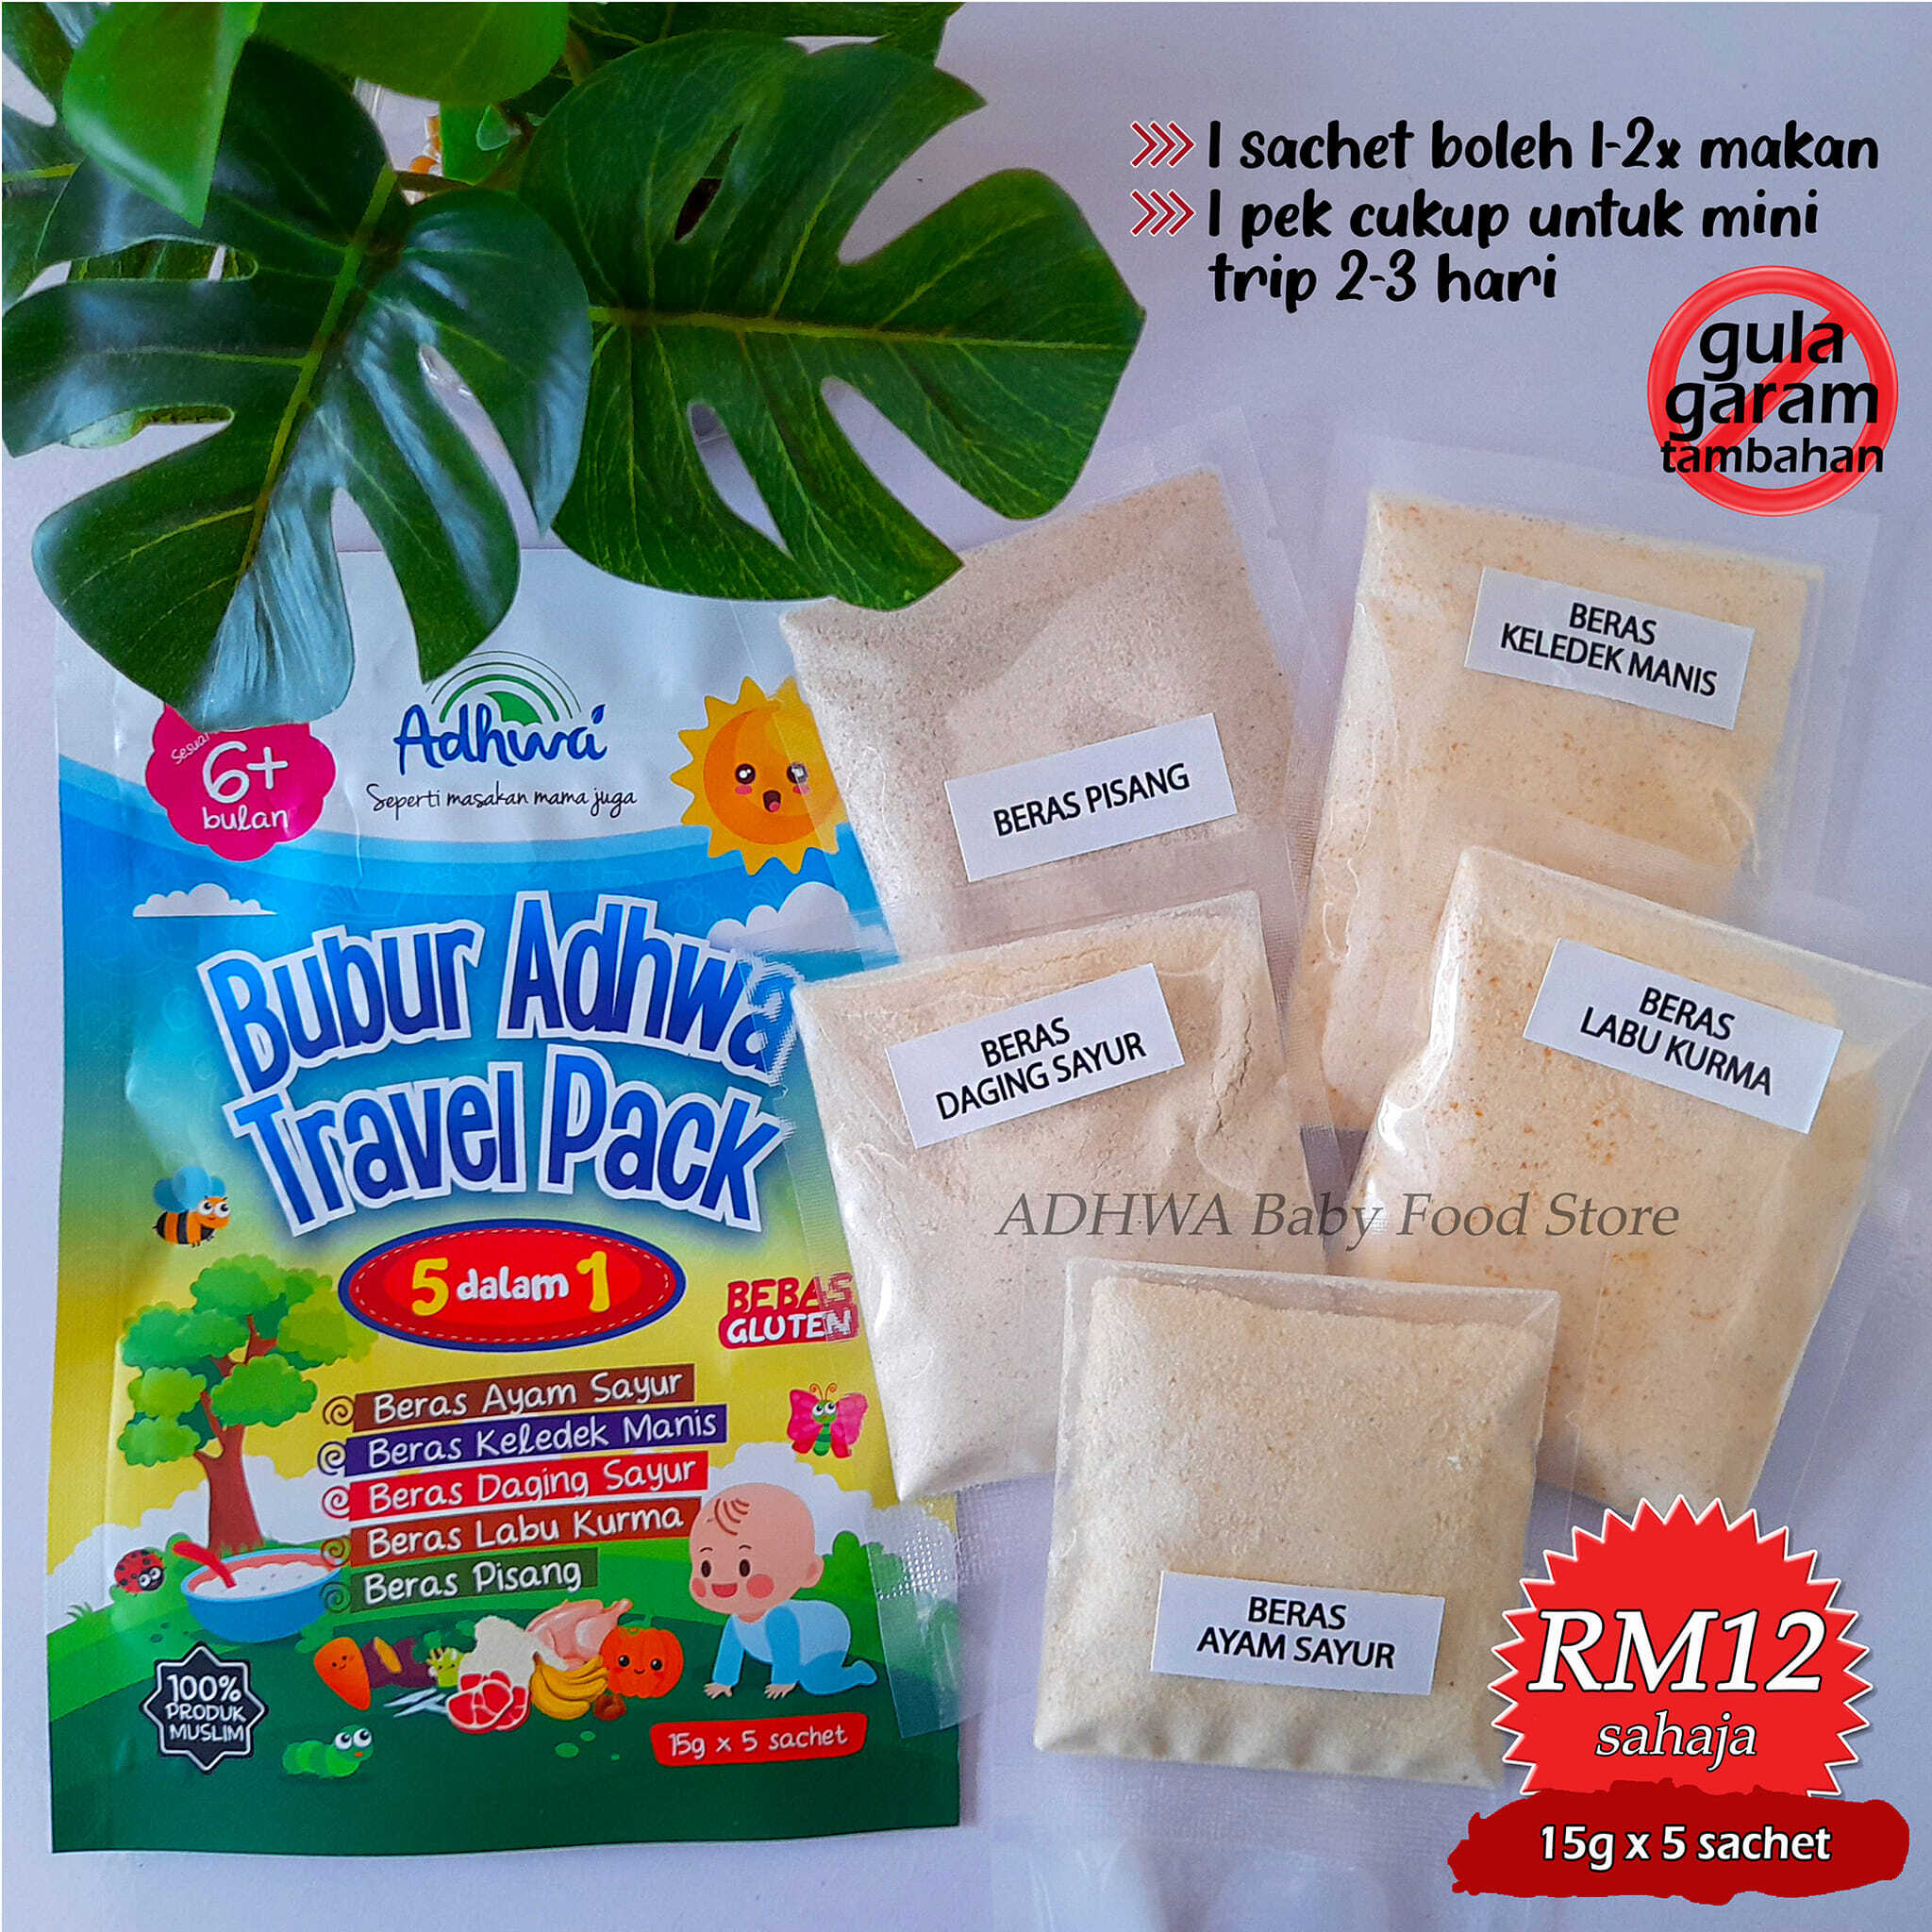 1 sachet boleh 1-2x makan
1 pek cukup untuk mini
trip 2-3 hari
gula
garam
tambahan
BERAS
KELEDEK MANIS
BERAS PISANG
BERAS
DAGING SAYUR
BERAS
LABU KURMA
BERAS
AYAM SAYUR
ADHWA Baby Food Store
6+
bulan
Adhwa
Seperti masakan mama juga
Bubur Adhwa
Travel Pack
5 dalam 1
BEBAS
GLUTEN
Beras Ayam Sayur
Beras Keledek Manis
Beras Daging Sayur
Beras Labu Kurma
Beras Pisang
100%
PRODUK
MUSLIM
15g x 5 sachet
RM12
sahaja
15g x 5 sachet